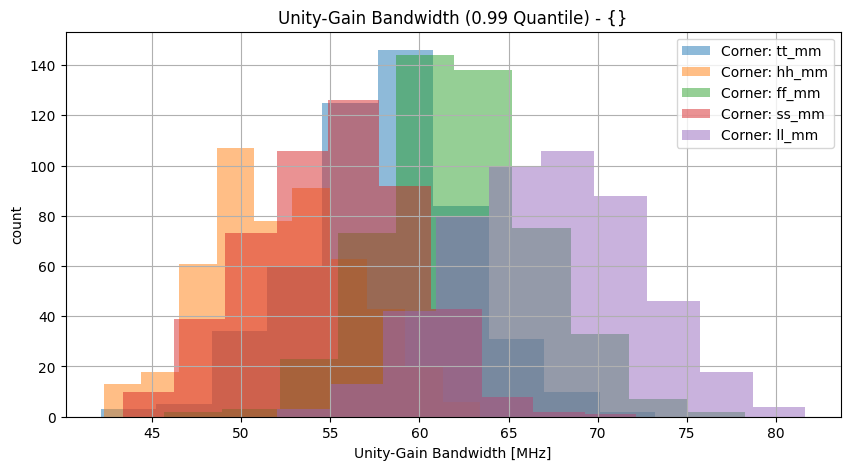 Unity-Gain Bandwidth (0.99 Quantile) - {}
Corner: tt_mm
Corner: hh_mm
Corner: ff_mm
Corner: ss_mm
Corner: ll_mm
count
140
120
100
80
60
40
20
0
45 50 55 60 65 70 75 80
Unity-Gain Bandwidth [MHz]